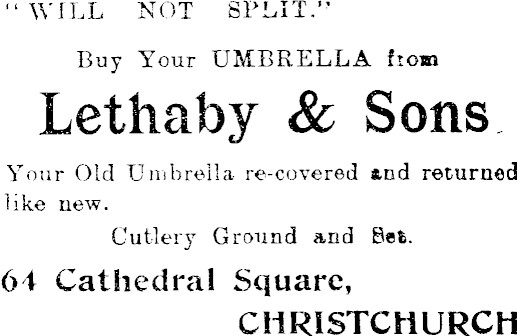 "WILL NOT SPLIT."
Buy Your UMBRELLA from
Lethaby & Sons.
Your Old Umbrella re-covered and returned
like new.
Cutlery Ground and Set.
64 Cathedral Square,
CHRISTCHURCH